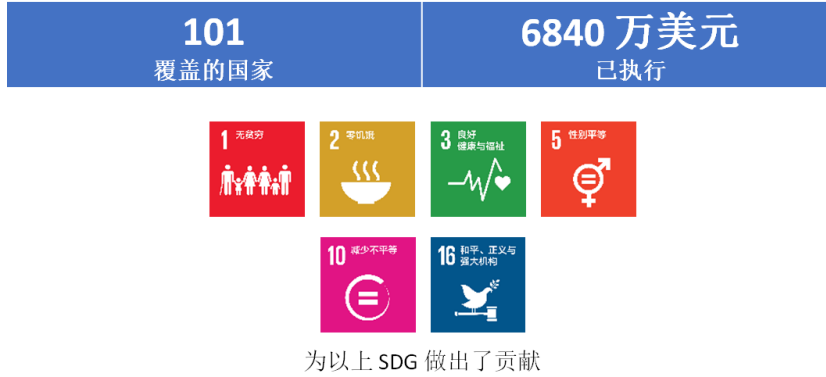 101
覆盖的国家
6840 万美元
已执行
1 无贫穷
2 零饥饿
3 良好
健康与福祉
5 性别平等
10 减少不平等
16 和平、正义与
强大机构
为以上 SDG 做出了贡献